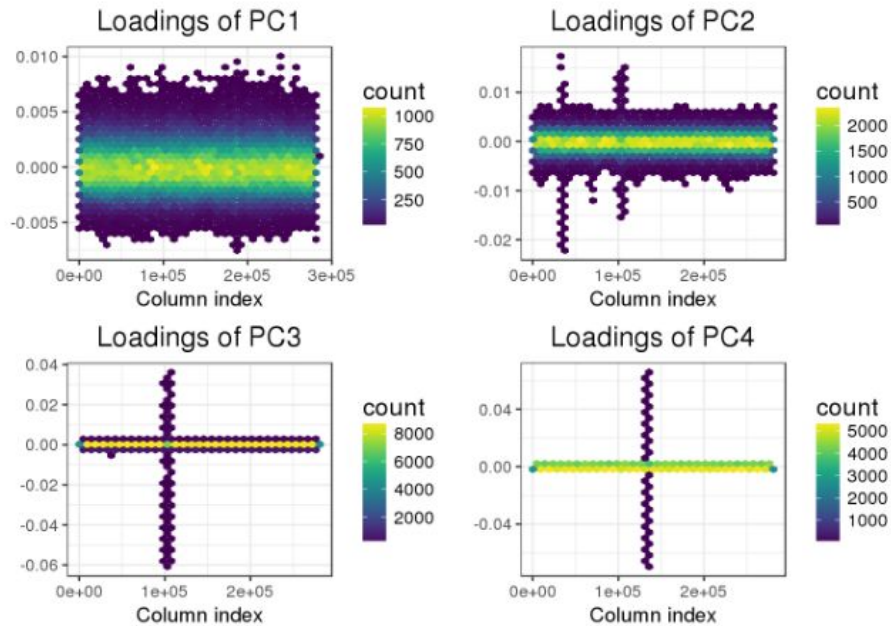 Loadings of PC1
0.010
0.005
0.000
-0.005
0e+00 1e+05 2e+05 3e+05
Column index
count
1000
750
500
250
Loadings of PC2
0.01
0.00
-0.01
-0.02
0e+00 1e+05 2e+05
Column index
count
2000
1500
1000
500
Loadings of PC3
0.04
0.02
0.00
-0.02
-0.04
-0.06
0e+00 1e+05 2e+05
Column index
count
8000
6000
4000
2000
Loadings of PC4
0.04
0.00
-0.04
0e+00 1e+05 2e+05
Column index
count
5000
4000
3000
2000
1000